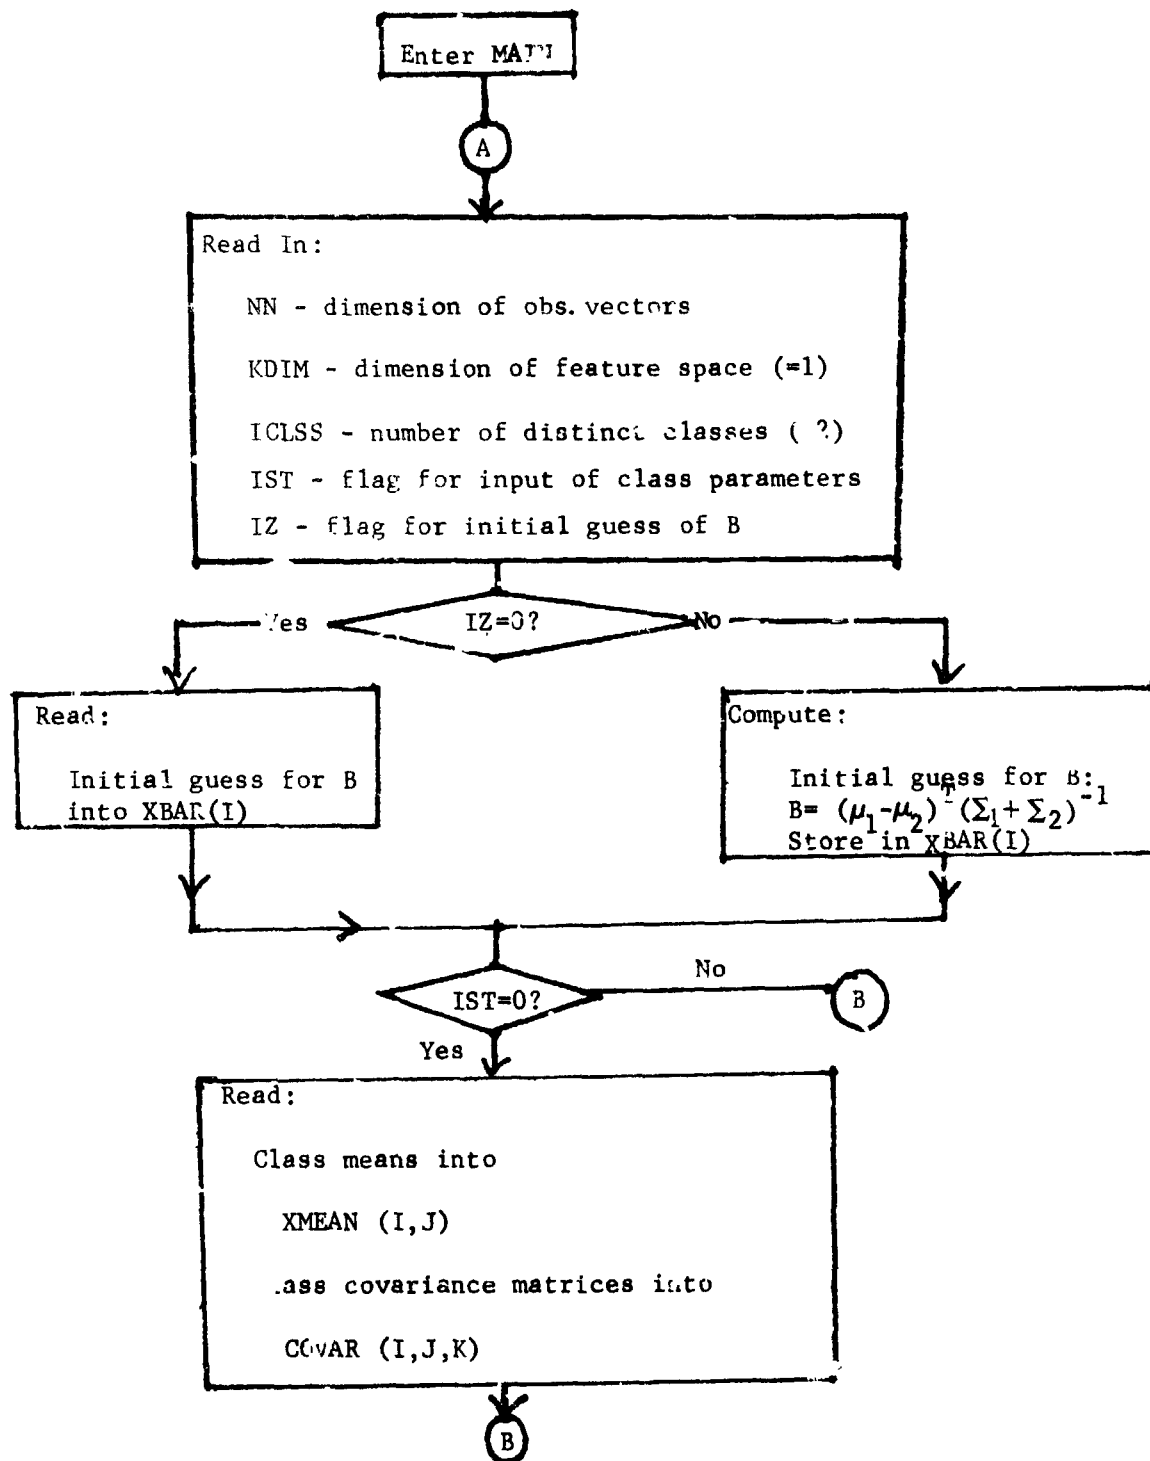 Enter MAIN
A
Read In:
NN - dimension of obs. vectors
KDIM - dimension of feature space (=1)
ICLSS - number of distinct classes ( ?)
IST - flag for input of class parameters
IZ - flag for initial guess of B
IZ=0?
Yes
No
Read:
Initial guess for B
into XBAR(I)
Compute:
Initial guess for B:
B= (μ₁-μ₂)ᵀ(Σ₁+Σ₂)⁻¹
Store in XBAR(I)
IST=0?
No
B
Yes
Read:
Class means into
XMEAN (I,J)
covariance matrices into
COVAR (I,J,K)
B